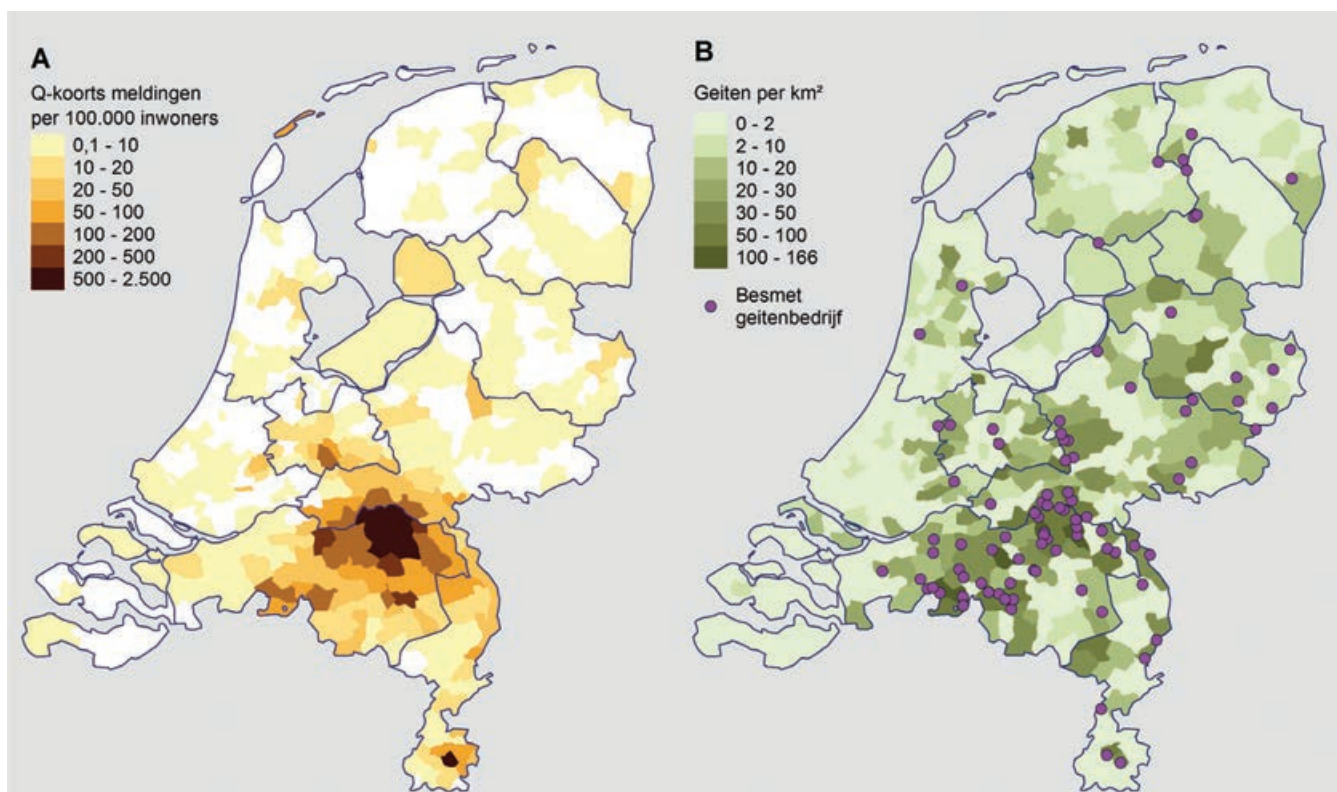 A
Q-koorts meldingen
per 100.000 inwoners
0,1 - 10
10 - 20
20 - 50
50 - 100
100 - 200
200 - 500
500 - 2.500
B
Geiten per km²
0 - 2
2 - 10
10 - 20
20 - 30
30 - 50
50 - 100
100 - 166
Besmet
geitenbedrijf